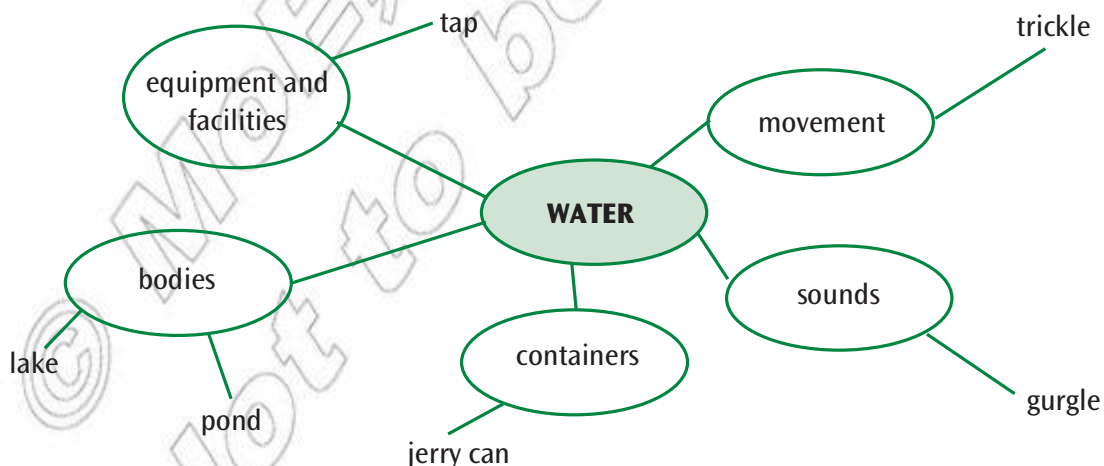 tap
trickle
equipment and
facilities
movement
WATER
bodies
sounds
containers
lake
pond
gurgle
jerry can